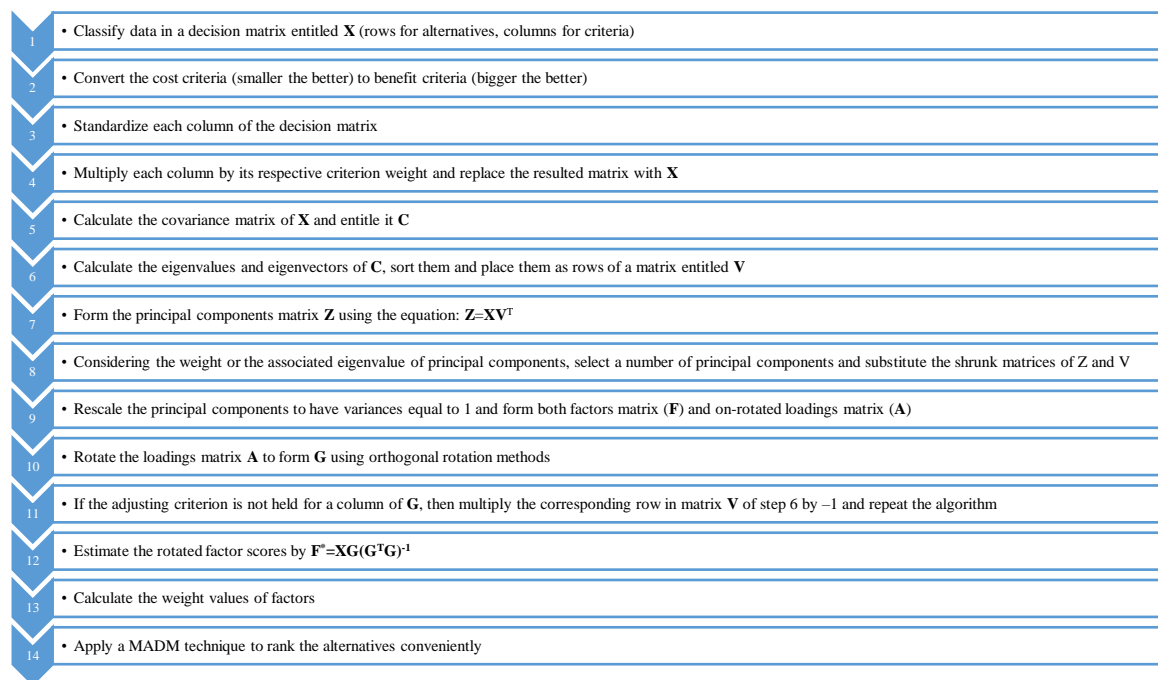 1 • Classify data in a decision matrix entitled X (rows for alternatives, columns for criteria)
2 • Convert the cost criteria (smaller the better) to benefit criteria (bigger the better)
3 • Standardize each column of the decision matrix
4 • Multiply each column by its respective criterion weight and replace the resulted matrix with X
5 • Calculate the covariance matrix of X and entitle it C
6 • Calculate the eigenvalues and eigenvectors of C, sort them and place them as rows of a matrix entitled V
7 • Form the principal components matrix Z using the equation: Z=XVᵀ
8 • Considering the weight or the associated eigenvalue of principal components, select a number of principal components and substitute the shrunk matrices of Z and V
9 • Rescale the principal components to have variances equal to 1 and form both factors matrix (F) and on-rotated loadings matrix (A)
10 • Rotate the loadings matrix A to form G using orthogonal rotation methods
11 • If the adjusting criterion is not held for a column of G, then multiply the corresponding row in matrix V of step 6 by –1 and repeat the algorithm
12 • Estimate the rotated factor scores by F*=XG(GᵀG)⁻¹
13 • Calculate the weight values of factors
14 • Apply a MADM technique to rank the alternatives conveniently